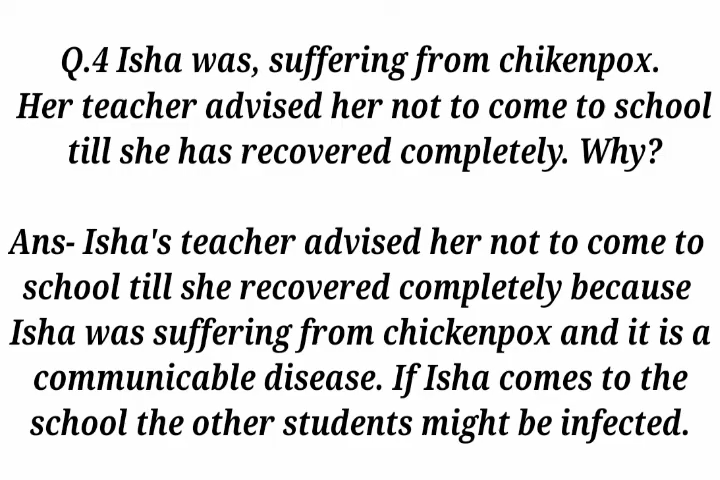 Q.4 Isha was, suffering from chikenpox.
Her teacher advised her not to come to school
till she has recovered completely. Why?
Ans- Isha's teacher advised her not to come to
school till she recovered completely because
Isha was suffering from chickenpox and it is a
communicable disease. If Isha comes to the
school the other students might be infected.